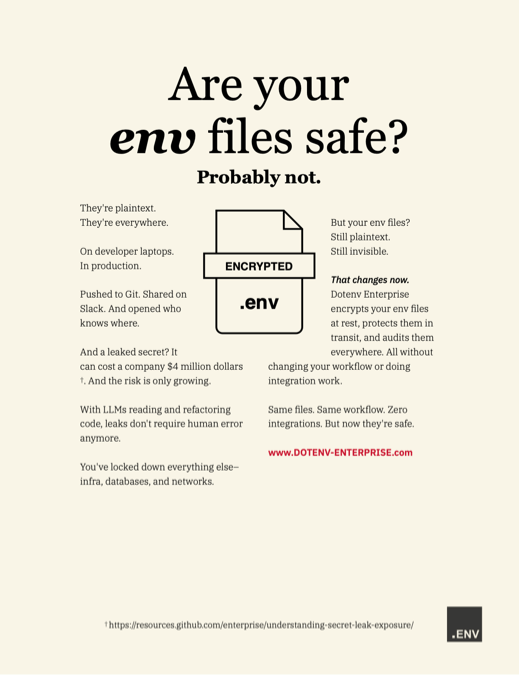 Are your
env files safe?
Probably not.
They're plaintext.
They're everywhere.
On developer laptops.
In production.
Pushed to Git. Shared on
Slack. And opened who
knows where.
And a leaked secret? It
can cost a company $4 million dollars
†. And the risk is only growing.
With LLMs reading and refactoring
code, leaks don't require human error
anymore.
You've locked down everything else—
infra, databases, and networks.
ENCRYPTED
.env
But your env files?
Still plaintext.
Still invisible.
That changes now.
Dotenv Enterprise
encrypts your env files
at rest, protects them in
transit, and audits them
everywhere. All without
changing your workflow or doing
integration work.
Same files. Same workflow. Zero
integrations. But now they're safe.
www.DOTENV-ENTERPRISE.com
† https://resources.github.com/enterprise/understanding-secret-leak-exposure/
.ENV